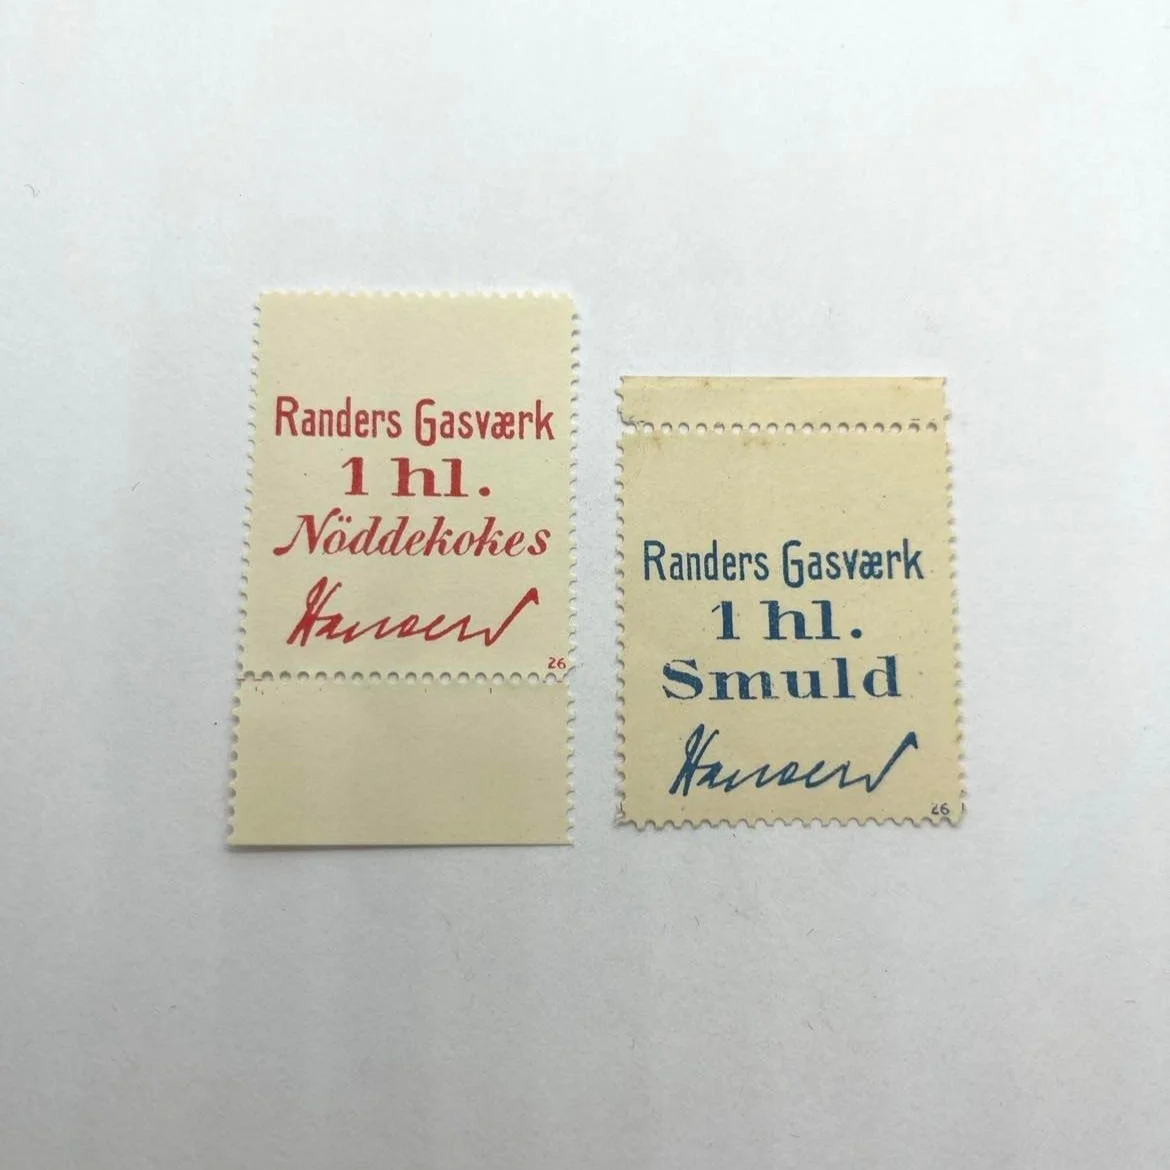 Randers Gasværk
1 hl.
Nöddekokes
26
Randers Gasværk
1 hl.
Smuld
26